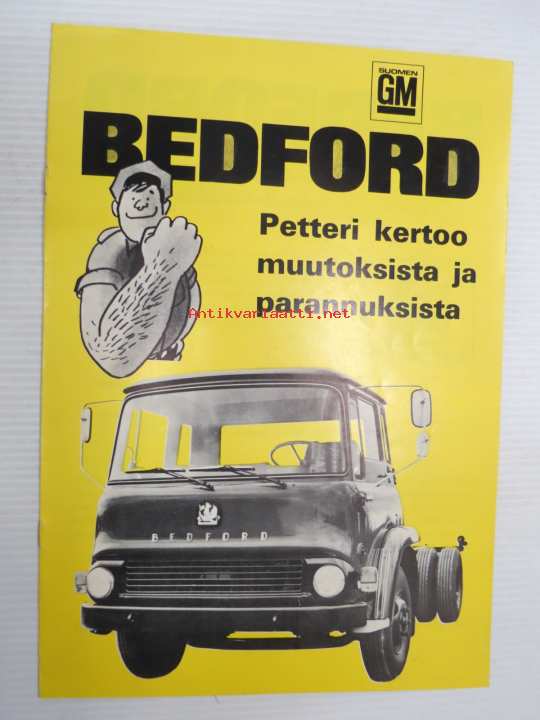 SUOMEN
GM
BEDFORD
Petteri kertoo
muutoksista ja
parannuksista
Antikvariaatti.net
BEDFORD